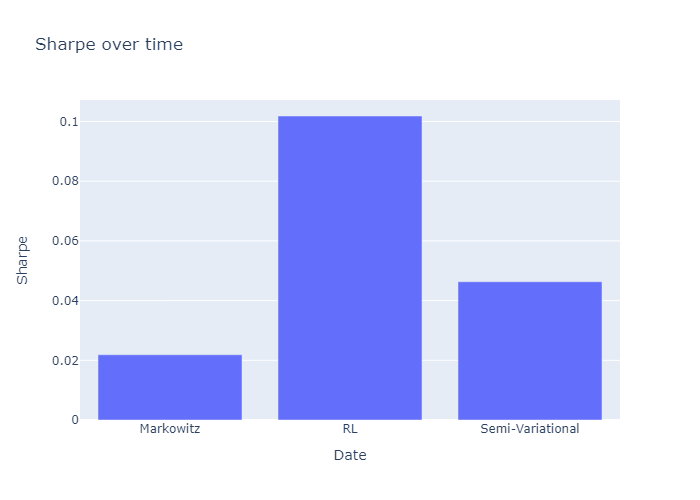 Sharpe over time
Sharpe
0.1
0.08
0.06
0.04
0.02
0
Markowitz
RL
Semi-Variational
Date